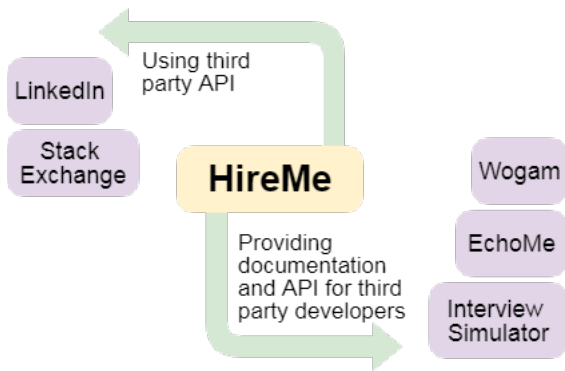 Using third
party API
LinkedIn
Stack
Exchange
HireMe
Wogam
EchoMe
Interview
Simulator
Providing
documentation
and API for third
party developers